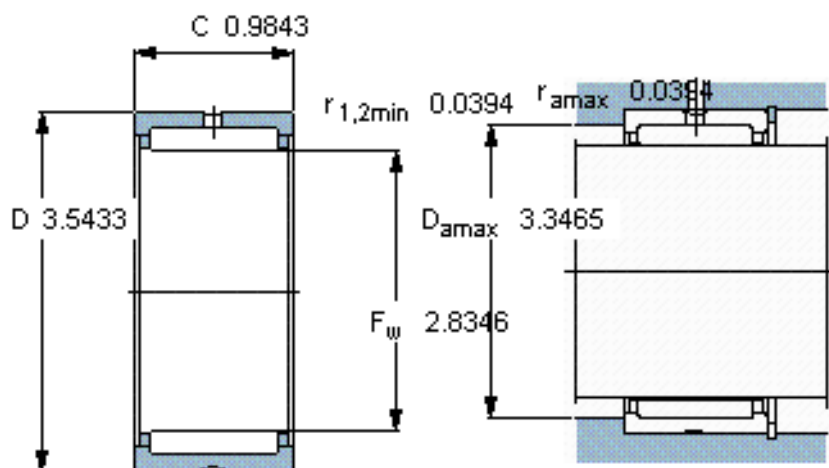 C 0.9843
r1,2min 0.0394
ramax 0.0394
D 3.5433
Damax 3.3465
Fw 2.8346